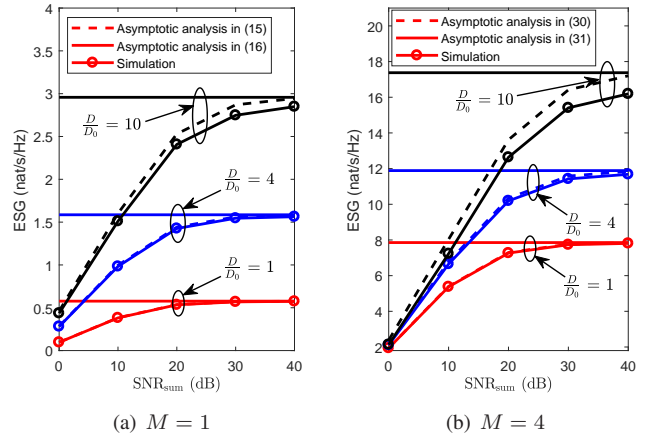 4
3.5
3
2.5
2
1.5
1
0.5
0
ESG (nat/s/Hz)
Asymptotic analysis in (15)
Asymptotic analysis in (16)
Simulation
D/D₀ = 10
D/D₀ = 4
D/D₀ = 1
0 10 20 30 40
SNRsum (dB)
(a) M = 1
18
16
14
12
10
8
6
4
2
ESG (nat/s/Hz)
Asymptotic analysis in (30)
Asymptotic analysis in (31)
Simulation
D/D₀ = 10
D/D₀ = 4
D/D₀ = 1
0 10 20 30 40
SNRsum (dB)
(b) M = 4